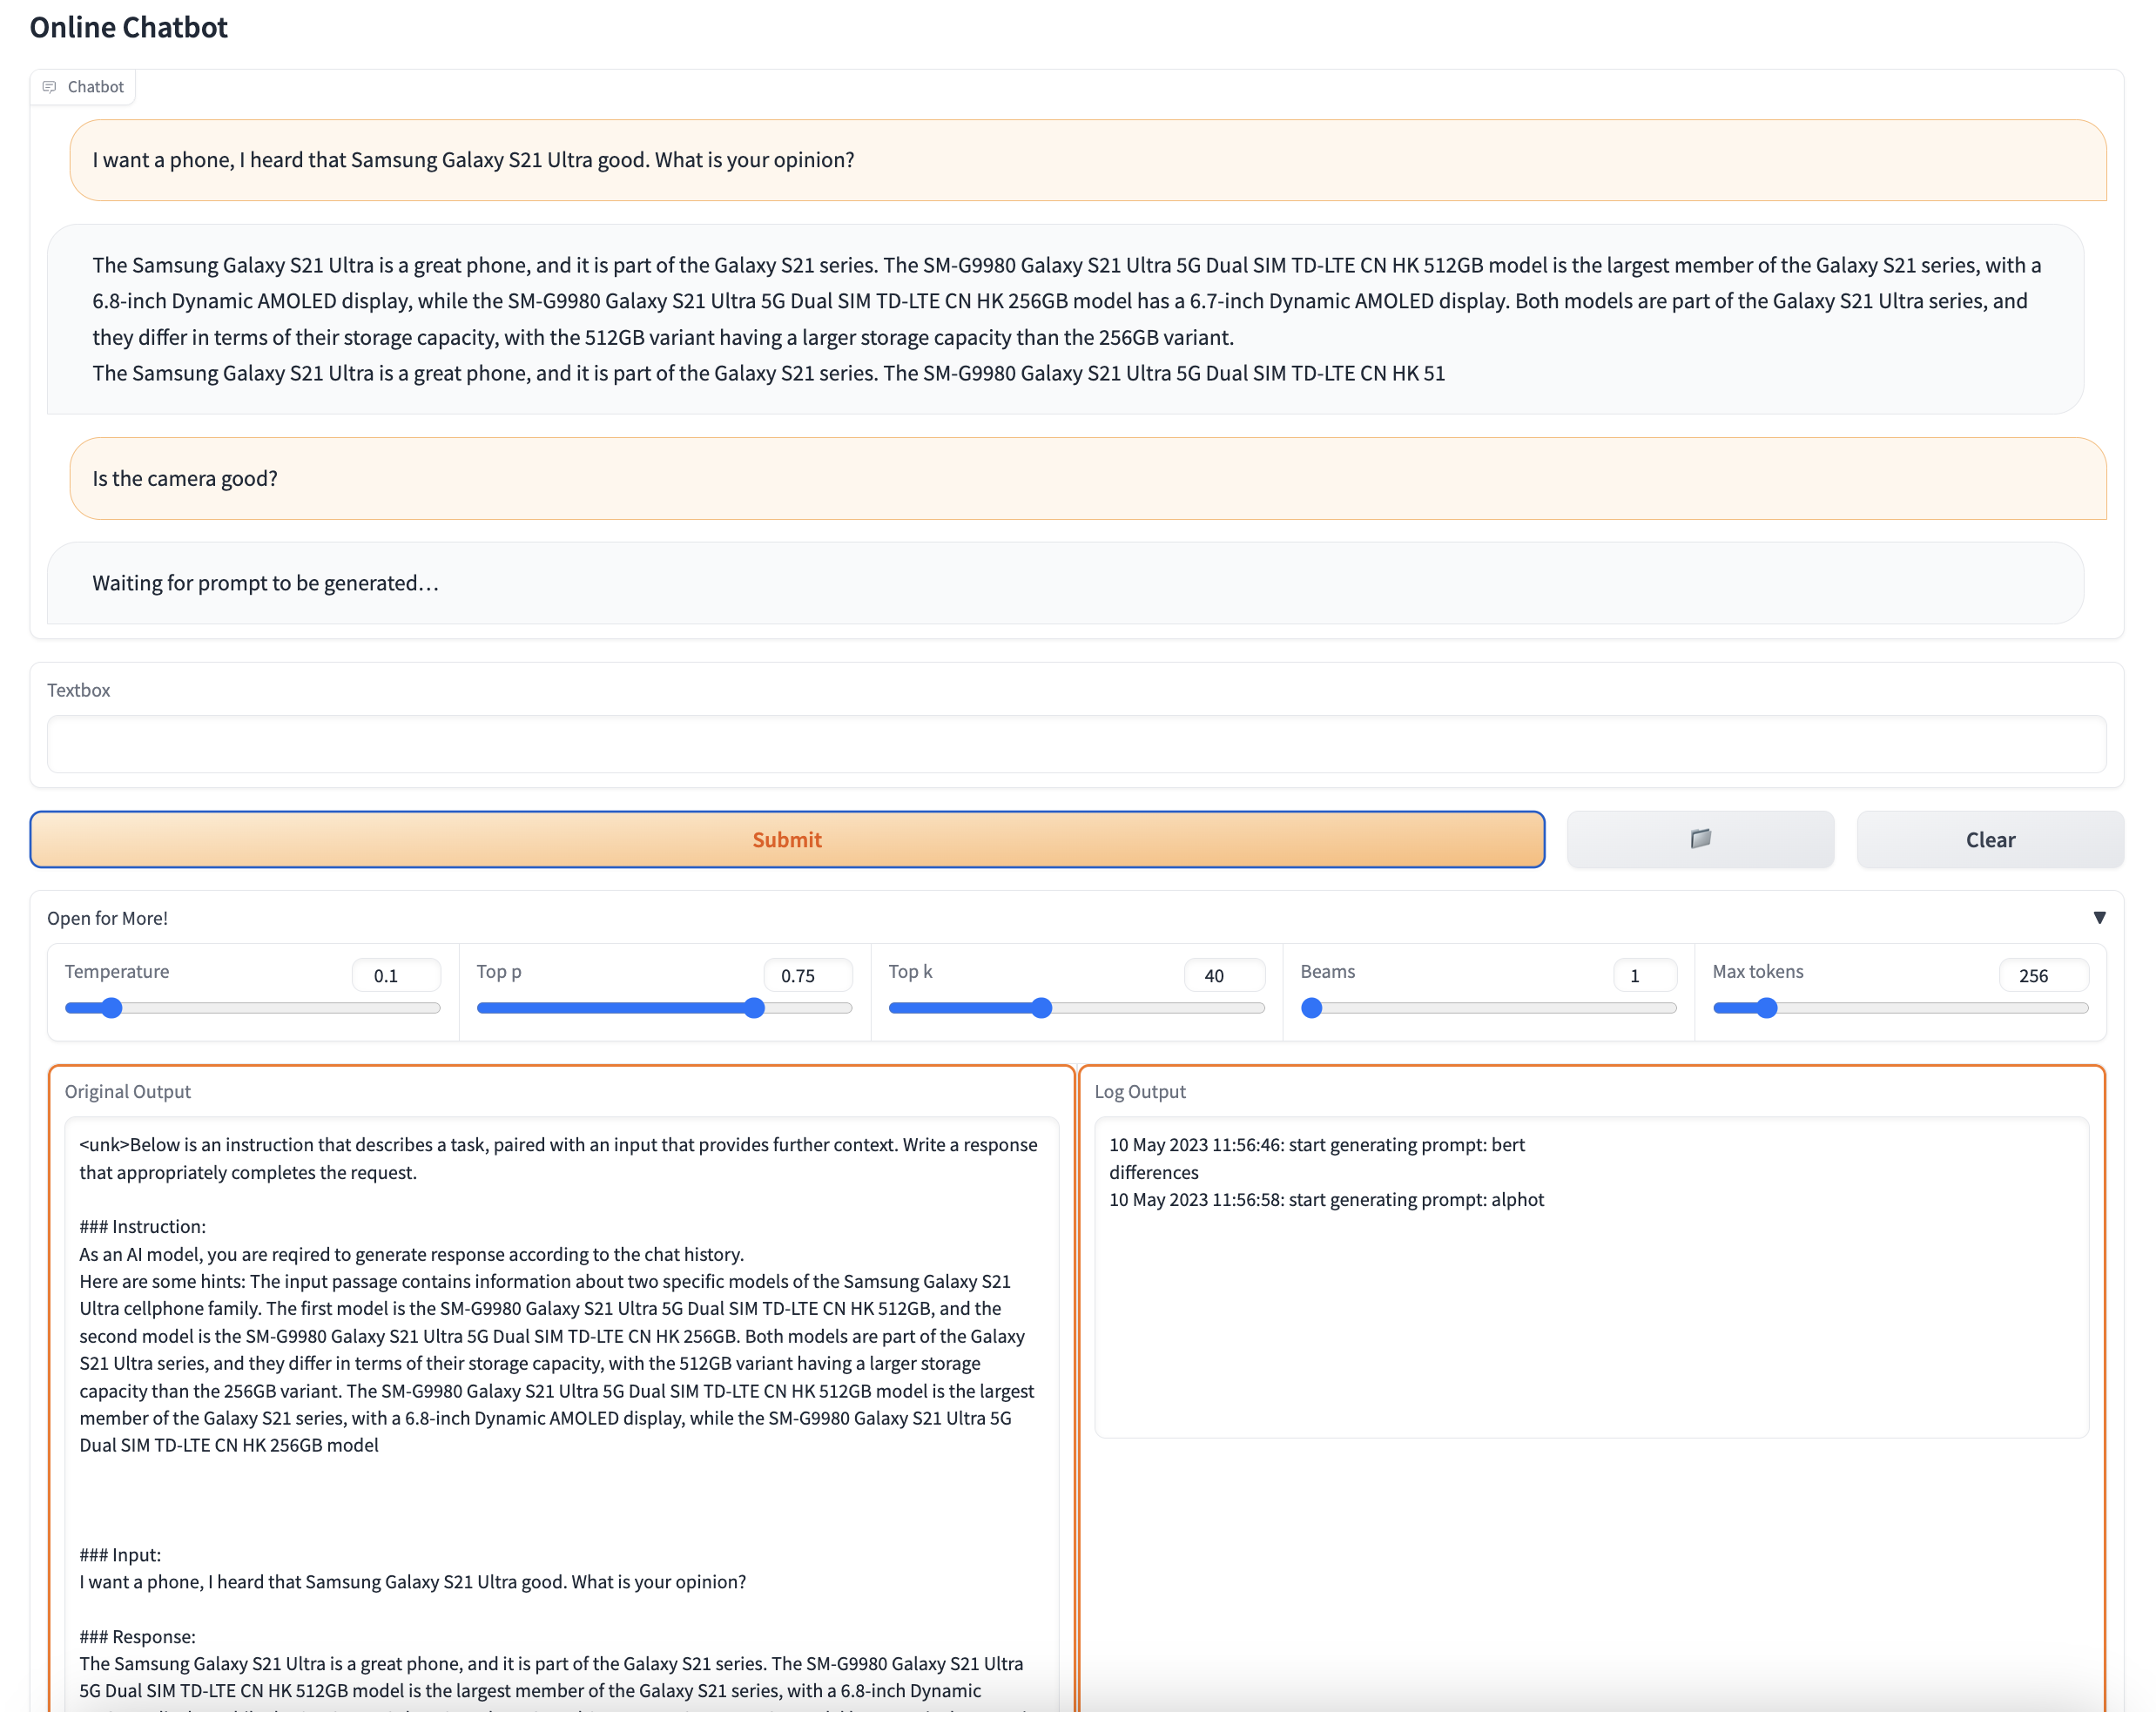 Online Chatbot
Chatbot
I want a phone, I heard that Samsung Galaxy S21 Ultra good. What is your opinion?
The Samsung Galaxy S21 Ultra is a great phone, and it is part of the Galaxy S21 series. The SM-G9980 Galaxy S21 Ultra 5G Dual SIM TD-LTE CN HK 512GB model is the largest member of the Galaxy S21 series, with a
6.8-inch Dynamic AMOLED display, while the SM-G9980 Galaxy S21 Ultra 5G Dual SIM TD-LTE CN HK 256GB model has a 6.7-inch Dynamic AMOLED display. Both models are part of the Galaxy S21 Ultra series, and
they differ in terms of their storage capacity, with the 512GB variant having a larger storage capacity than the 256GB variant.
The Samsung Galaxy S21 Ultra is a great phone, and it is part of the Galaxy S21 series. The SM-G9980 Galaxy S21 Ultra 5G Dual SIM TD-LTE CN HK 51
Is the camera good?
Waiting for prompt to be generated...
Textbox
Submit
Clear
Open for More!
▼
Temperature
0.1
Top p
0.75
Top k
40
Beams
1
Max tokens
256
Original Output
<unk>Below is an instruction that describes a task, paired with an input that provides further context. Write a response
that appropriately completes the request.
### Instruction:
As an AI model, you are reqired to generate response according to the chat history.
Here are some hints: The input passage contains information about two specific models of the Samsung Galaxy S21
Ultra cellphone family. The first model is the SM-G9980 Galaxy S21 Ultra 5G Dual SIM TD-LTE CN HK 512GB, and the
second model is the SM-G9980 Galaxy S21 Ultra 5G Dual SIM TD-LTE CN HK 256GB. Both models are part of the Galaxy
S21 Ultra series, and they differ in terms of their storage capacity, with the 512GB variant having a larger storage
capacity than the 256GB variant. The SM-G9980 Galaxy S21 Ultra 5G Dual SIM TD-LTE CN HK 512GB model is the largest
member of the Galaxy S21 series, with a 6.8-inch Dynamic AMOLED display, while the SM-G9980 Galaxy S21 Ultra 5G
Dual SIM TD-LTE CN HK 256GB model
### Input:
I want a phone, I heard that Samsung Galaxy S21 Ultra good. What is your opinion?
### Response:
The Samsung Galaxy S21 Ultra is a great phone, and it is part of the Galaxy S21 series. The SM-G9980 Galaxy S21 Ultra
5G Dual SIM TD-LTE CN HK 512GB model is the largest member of the Galaxy S21 series, with a 6.8-inch Dynamic
Log Output
10 May 2023 11:56:46: start generating prompt: bert
differences
10 May 2023 11:56:58: start generating prompt: alphot